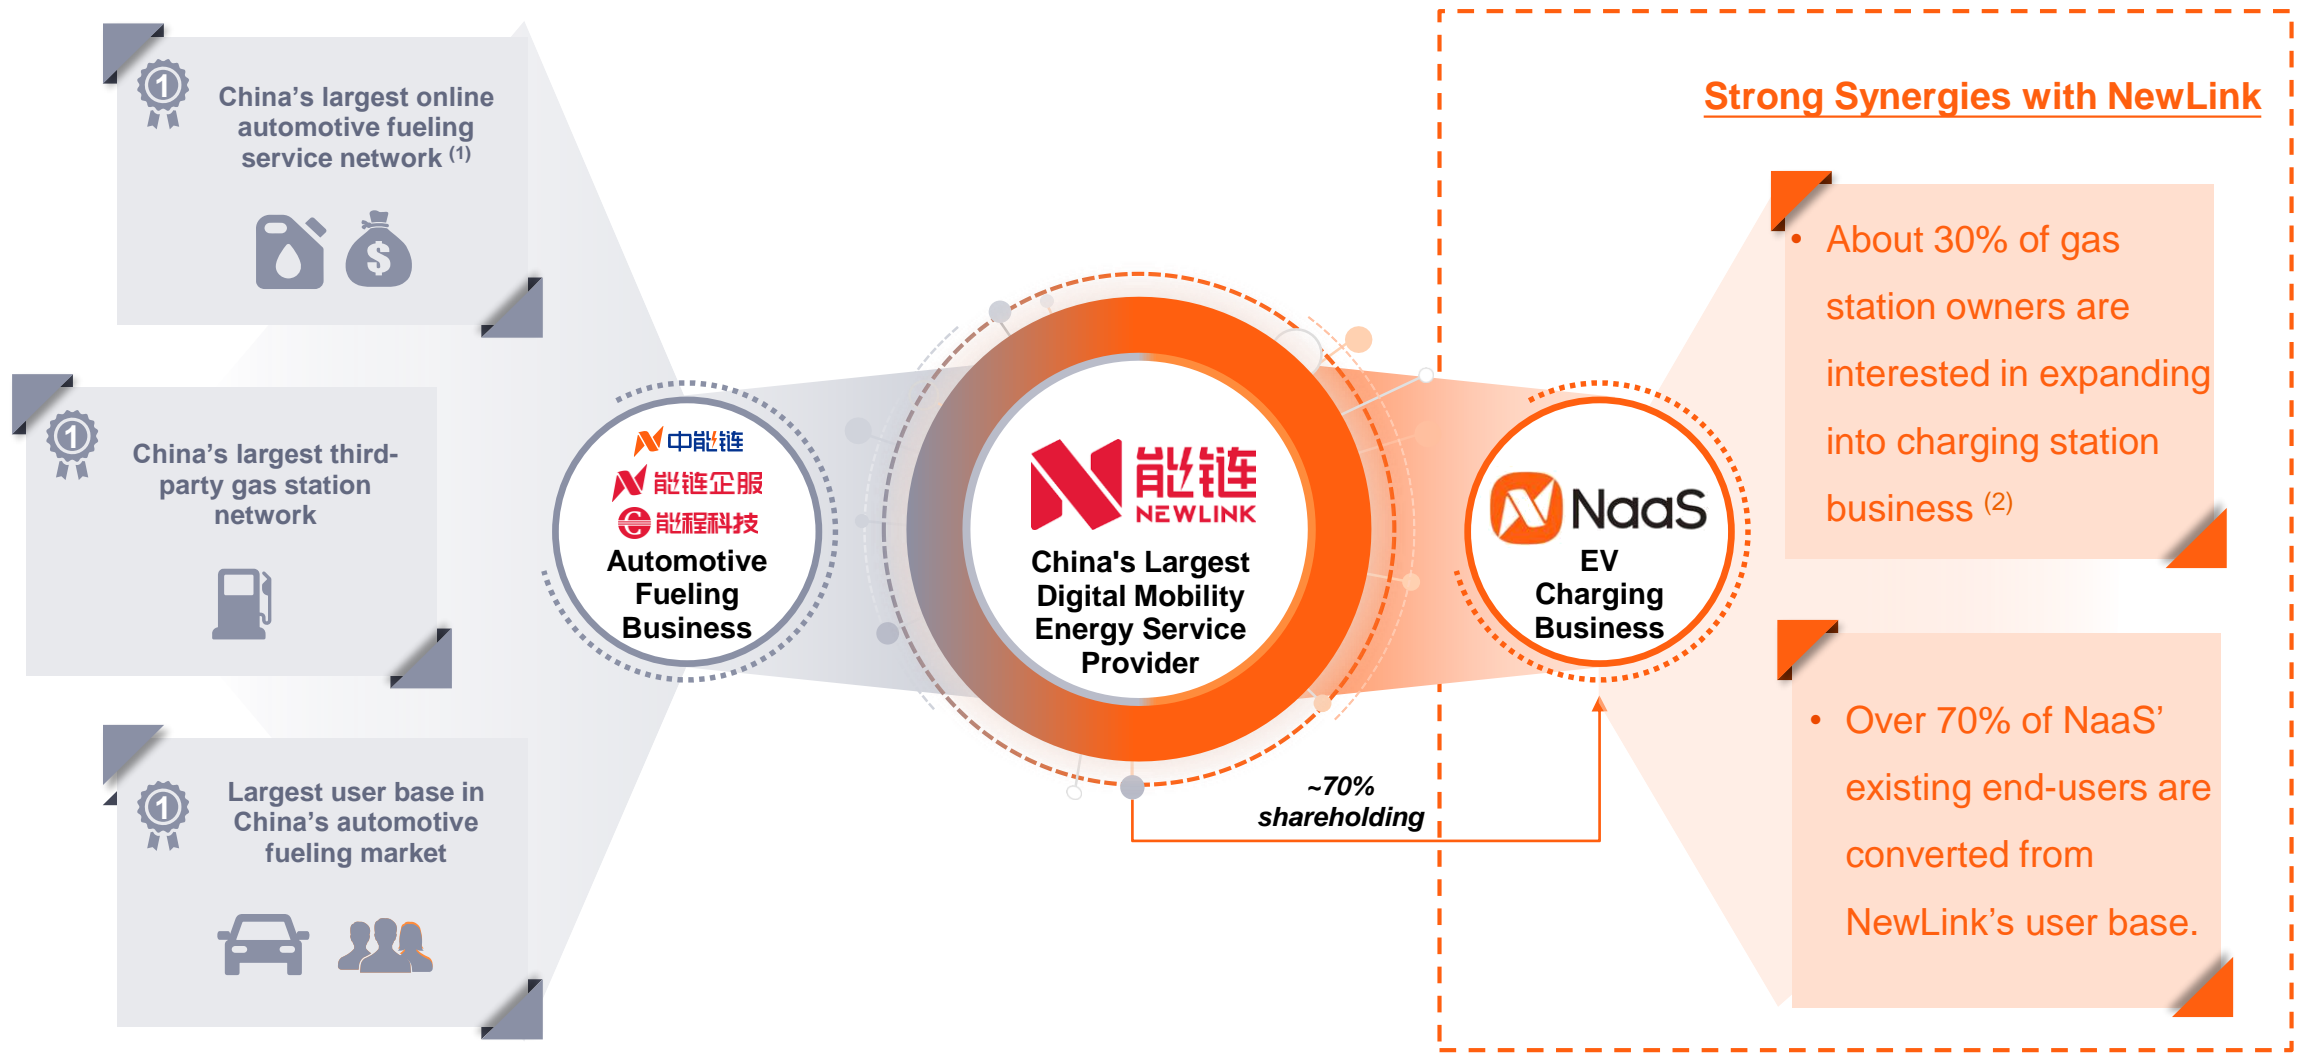 1
China's largest online
automotive fueling
service network (1)
$
1
China's largest third-
party gas station
network
1
Largest user base in
China's automotive
fueling market
中能链
能链企服
能程科技
Automotive
Fueling
Business
能链
NEWLINK
China's Largest
Digital Mobility
Energy Service
Provider
~70%
shareholding
NaaS
EV
Charging
Business
Strong Synergies with NewLink
• About 30% of gas
station owners are
interested in expanding
into charging station
business (2)
• Over 70% of NaaS'
existing end-users are
converted from
NewLink's user base.